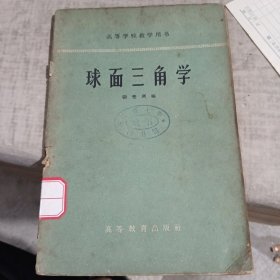 高等学校教学用书
球面三角学
高等教育出版社